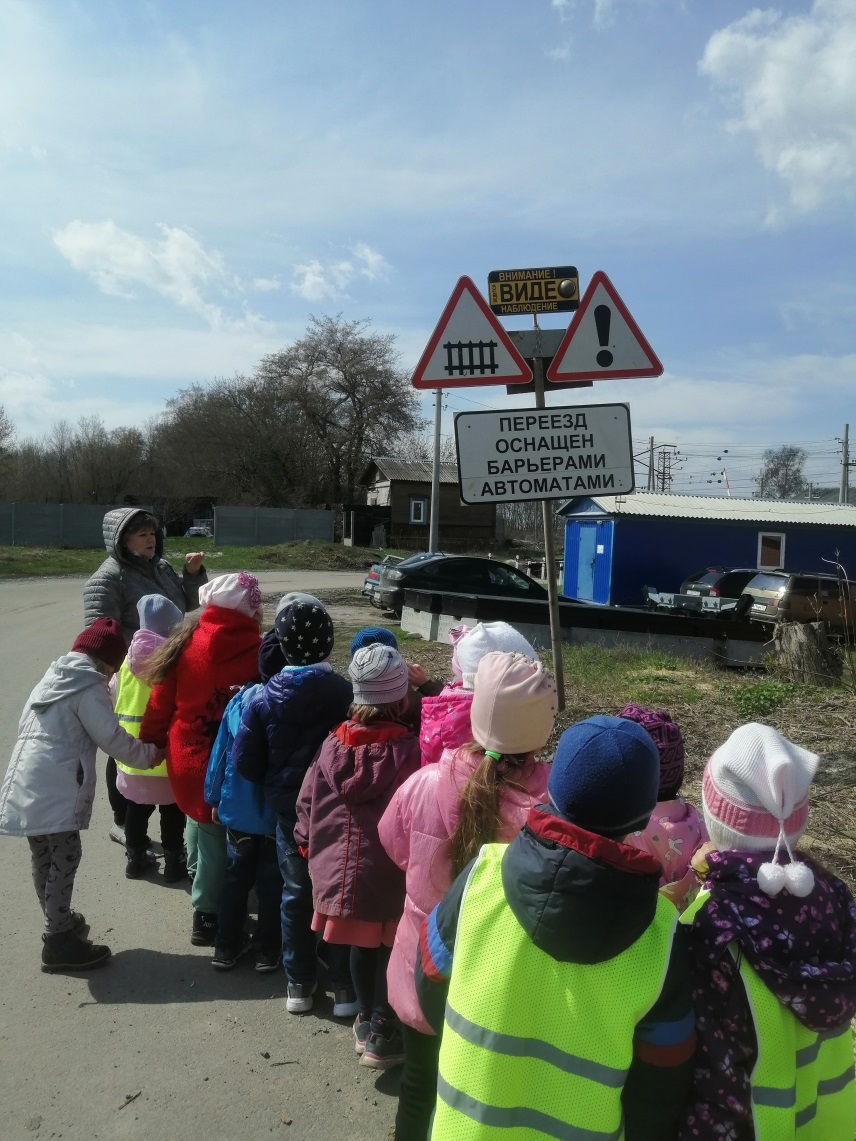 ВНИМАНИЕ !
ВИДЕО
НАБЛЮДЕНИЕ
ПЕРЕЕЗД
ОСНАЩЕН
БАРЬЕРАМИ
АВТОМАТАМИ